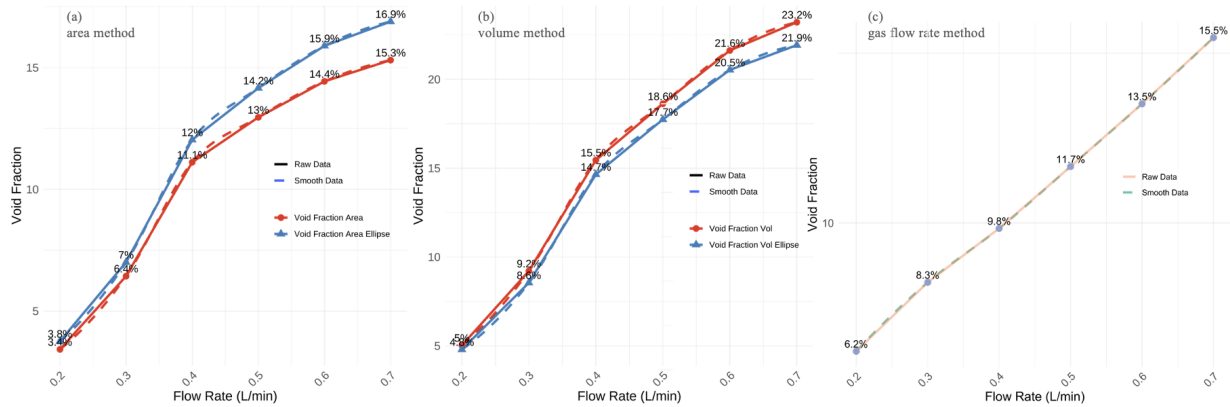 (a)
area method
Void Fraction
15
10
5
3.8%
3.4%
7%
6.4%
12%
11.1%
14.2%
13%
15.9%
14.4%
16.9%
15.3%
Raw Data
Smooth Data
Void Fraction Area
Void Fraction Area Ellipse
0.2
0.3
0.4
0.5
0.6
0.7
Flow Rate (L/min)
(b)
volume method
Void Fraction
20
15
10
5
5%
9.2%
8.6%
15.5%
14.7%
18.6%
17.7%
21.6%
20.5%
23.2%
21.9%
Raw Data
Smooth Data
Void Fraction Vol
Void Fraction Vol Ellipse
0.2
0.3
0.4
0.5
0.6
0.7
Flow Rate (L/min)
(c)
gas flow rate method
Void Fraction
10
6.2%
8.3%
9.8%
11.7%
13.5%
15.5%
Raw Data
Smooth Data
0.2
0.3
0.4
0.5
0.6
0.7
Flow Rate (L/min)